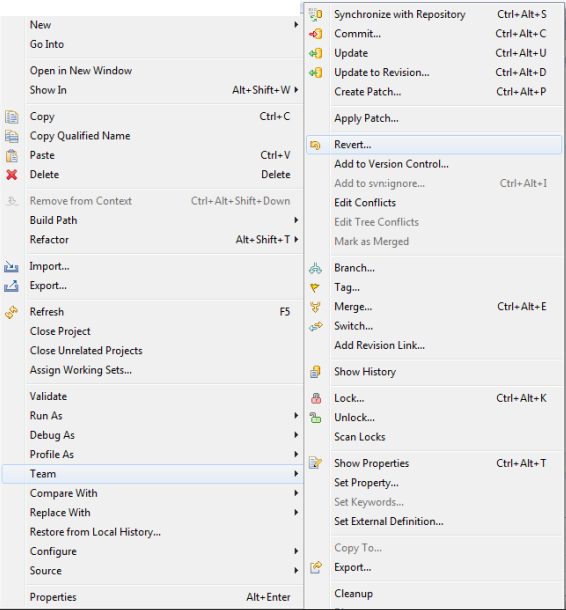 New
Go Into
Open in New Window
Show In Alt+Shift+W
Copy Ctrl+C
Copy Qualified Name
Paste Ctrl+V
Delete Delete
Remove from Context Ctrl+Alt+Shift+Down
Build Path
Refactor Alt+Shift+T
Import...
Export...
Refresh F5
Close Project
Close Unrelated Projects
Assign Working Sets...
Validate
Run As
Debug As
Profile As
Team
Compare With
Replace With
Restore from Local History...
Configure
Source
Properties Alt+Enter
Synchronize with Repository Ctrl+Alt+S
Commit... Ctrl+Alt+C
Update Ctrl+Alt+U
Update to Revision... Ctrl+Alt+D
Create Patch... Ctrl+Alt+P
Apply Patch...
Revert...
Add to Version Control...
Add to svn:ignore... Ctrl+Alt+I
Edit Conflicts
Edit Tree Conflicts
Mark as Merged
Branch...
Tag...
Merge... Ctrl+Alt+E
Switch...
Add Revision Link...
Show History
Lock... Ctrl+Alt+K
Unlock...
Scan Locks
Show Properties Ctrl+Alt+T
Set Property...
Set Keywords...
Set External Definition...
Copy To...
Export...
Cleanup